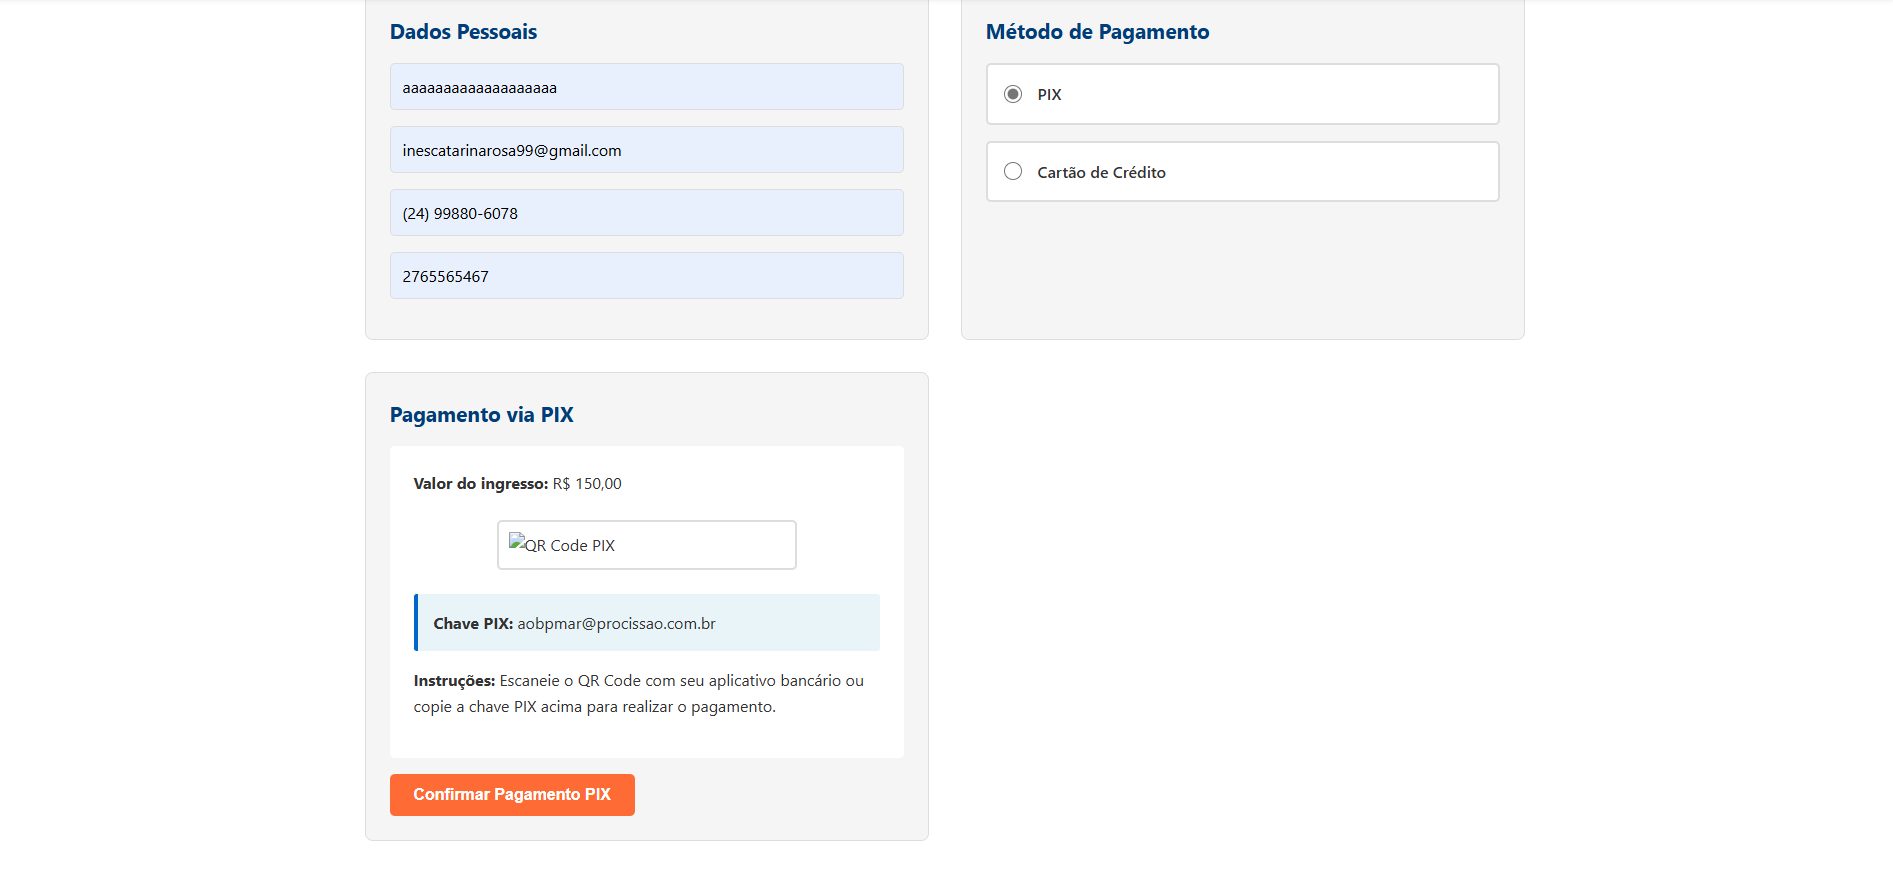 Dados Pessoais
aaaaaaaaaaaaaaaaaaa
inescatarinarosa99@gmail.com
(24) 99880-6078
2765565467
Método de Pagamento
PIX
Cartão de Crédito
Pagamento via PIX
Valor do ingresso: R$ 150,00
QR Code PIX
Chave PIX: aobpmar@procissao.com.br
Instruções: Escaneie o QR Code com seu aplicativo bancário ou
copie a chave PIX acima para realizar o pagamento.
Confirmar Pagamento PIX